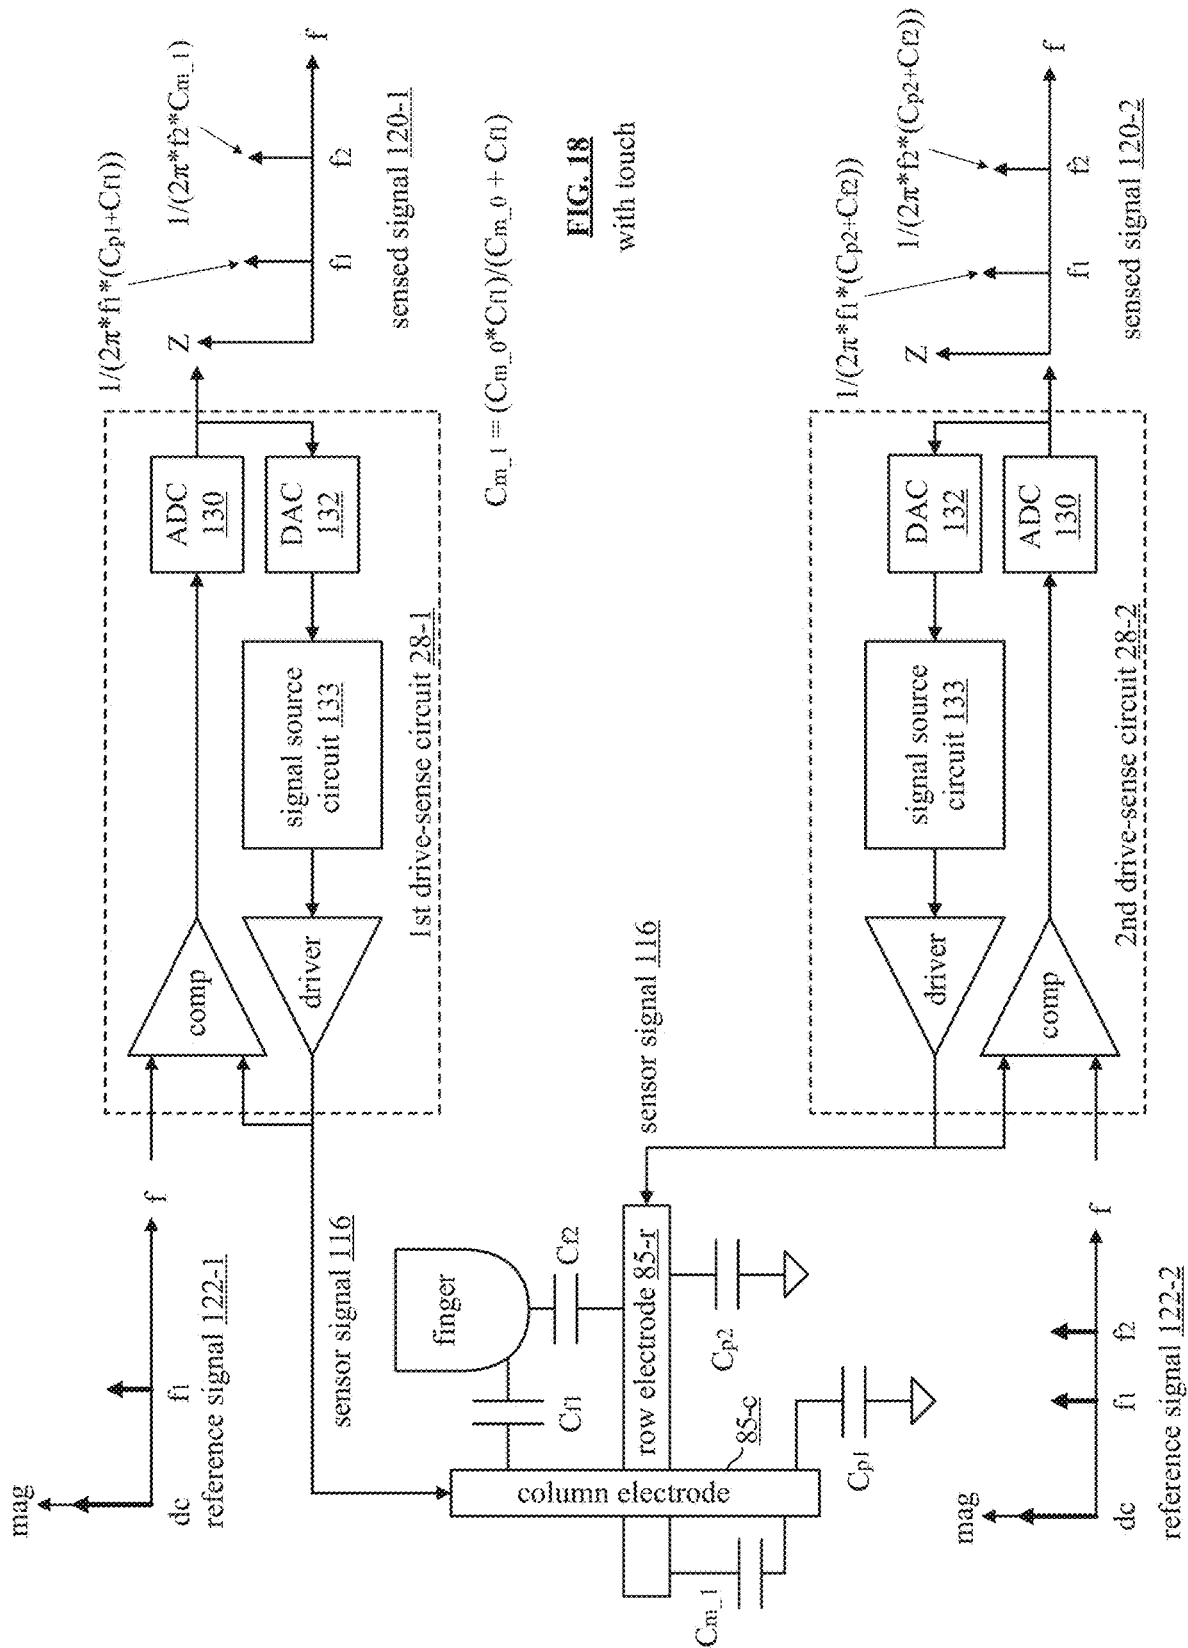 mag
dc
f1
f
reference signal 122-1
comp
driver
ADC
130
DAC
132
signal source
circuit 133
1st drive-sense circuit 28-1
Z
1/(2π*f1*(Cp1+Cf1))
1/(2π*f2*Cm_1)
f1
f2
f
sensed signal 120-1
Cm_1 = (Cm_0*Cf1)/(Cm_0 + Cf1)
FIG. 18
with touch
sensor signal 116
finger
Cf1
Cf2
column electrode
85-c
row electrode 85-r
Cp2
Cp1
Cm_1
sensor signal 116
driver
comp
signal source
circuit 133
DAC
132
ADC
130
2nd drive-sense circuit 28-2
Z
1/(2π*f1*(Cp2+Cf2))
1/(2π*f2*(Cp2+Cf2))
f1
f2
f
sensed signal 120-2
mag
dc
f1
f2
f
reference signal 122-2